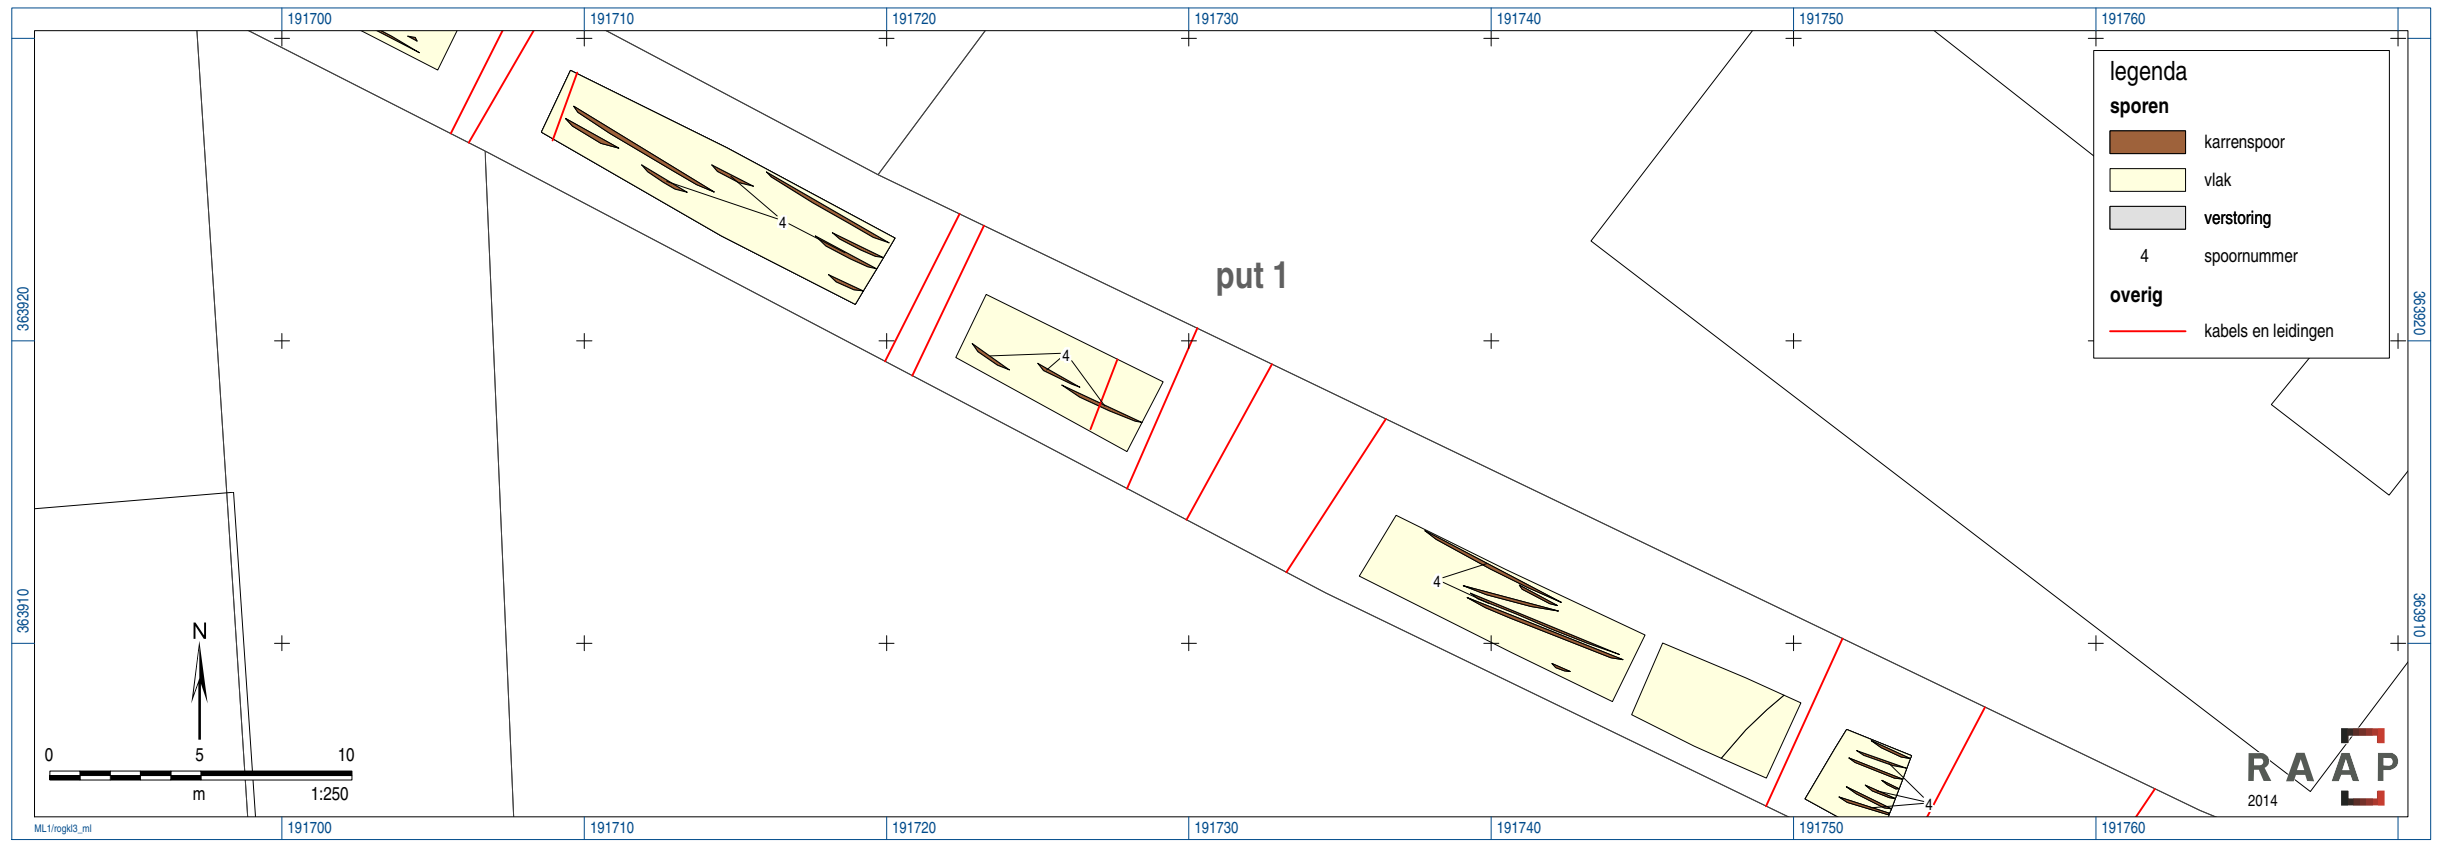 191700 191710 191720 191730 191740 191750 191760
legenda
sporen
karrenspoor
vlak
verstoring
4 spoornummer
overig
kabels en leidingen
4
put 1
363920
363920
4
4
363910
363910
N
0 5 10
m 1:250
4
RAAP
2014
ML1/rogkl3_ml
191700 191710 191720 191730 191740 191750 191760